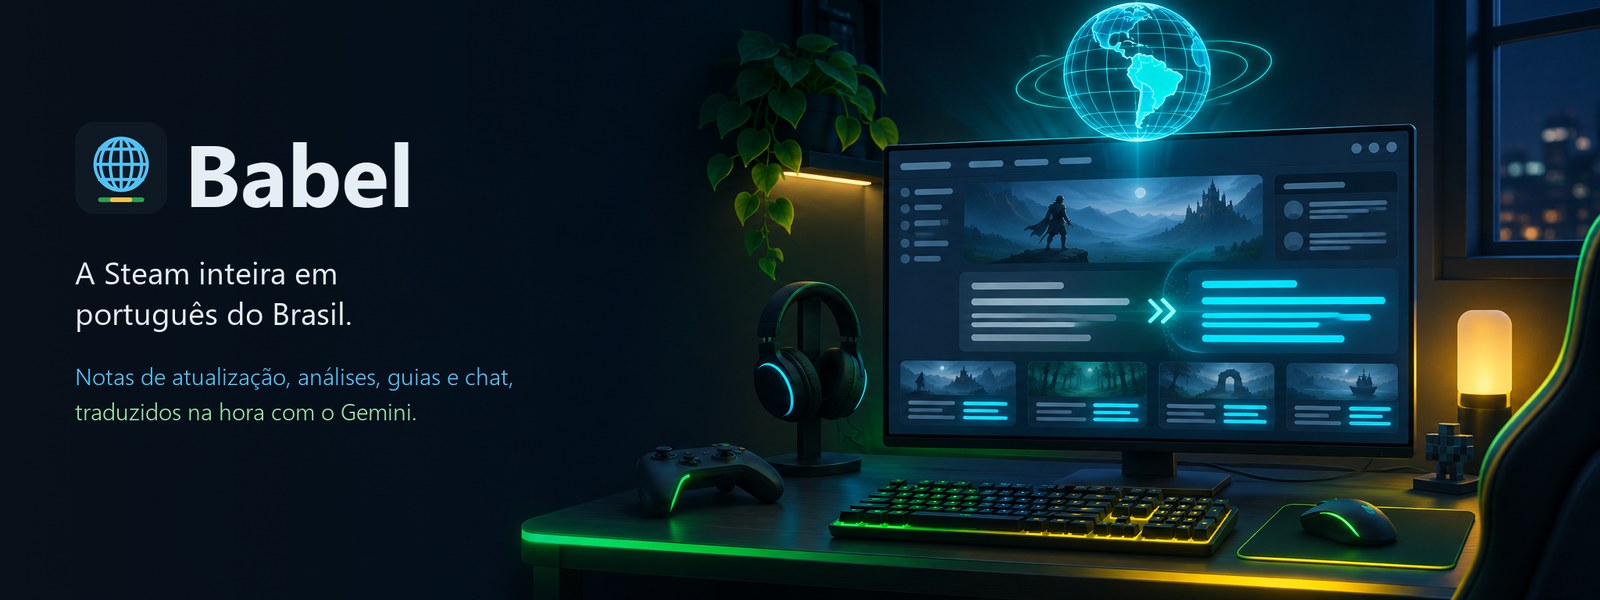 Babel
A Steam inteira em
português do Brasil.
Notas de atualização, análises, guias e chat,
traduzidos na hora com o Gemini.